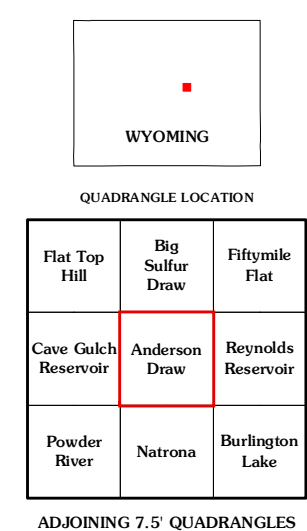 WYOMING
QUADRANGLE LOCATION
Flat Top
Hill
Big
Sulfur
Draw
Fiftymile
Flat
Cave Gulch
Reservoir
Anderson
Draw
Reynolds
Reservoir
Powder
River
Natrona
Burlington
Lake
ADJOINING 7.5' QUADRANGLES